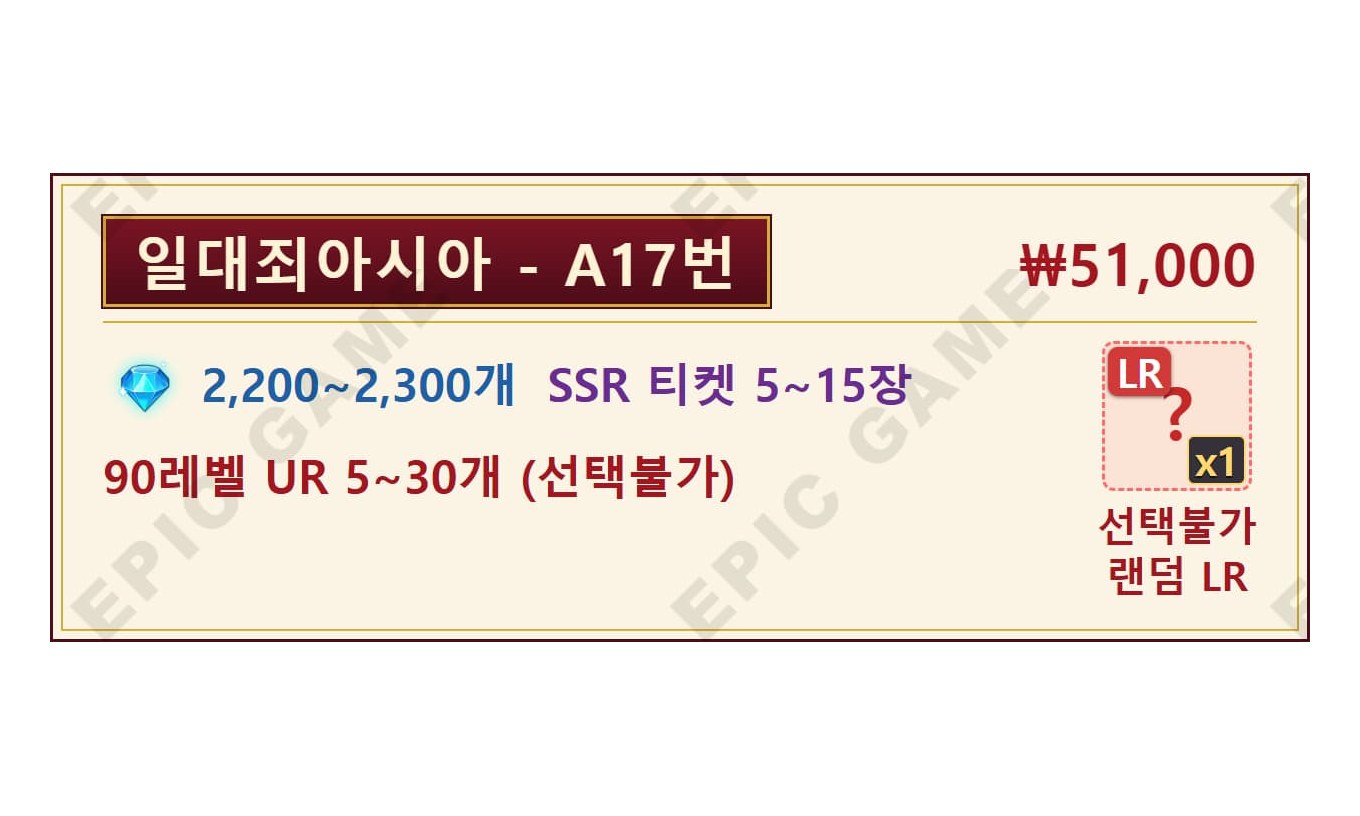 일대죄아시아 - A17번
₩51,000
2,200~2,300개 SSR 티켓 5~15장
90레벨 UR 5~30개 (선택불가)
LR
?
x1
선택불가
랜덤 LR
EPIC GAME
EPIC GAME